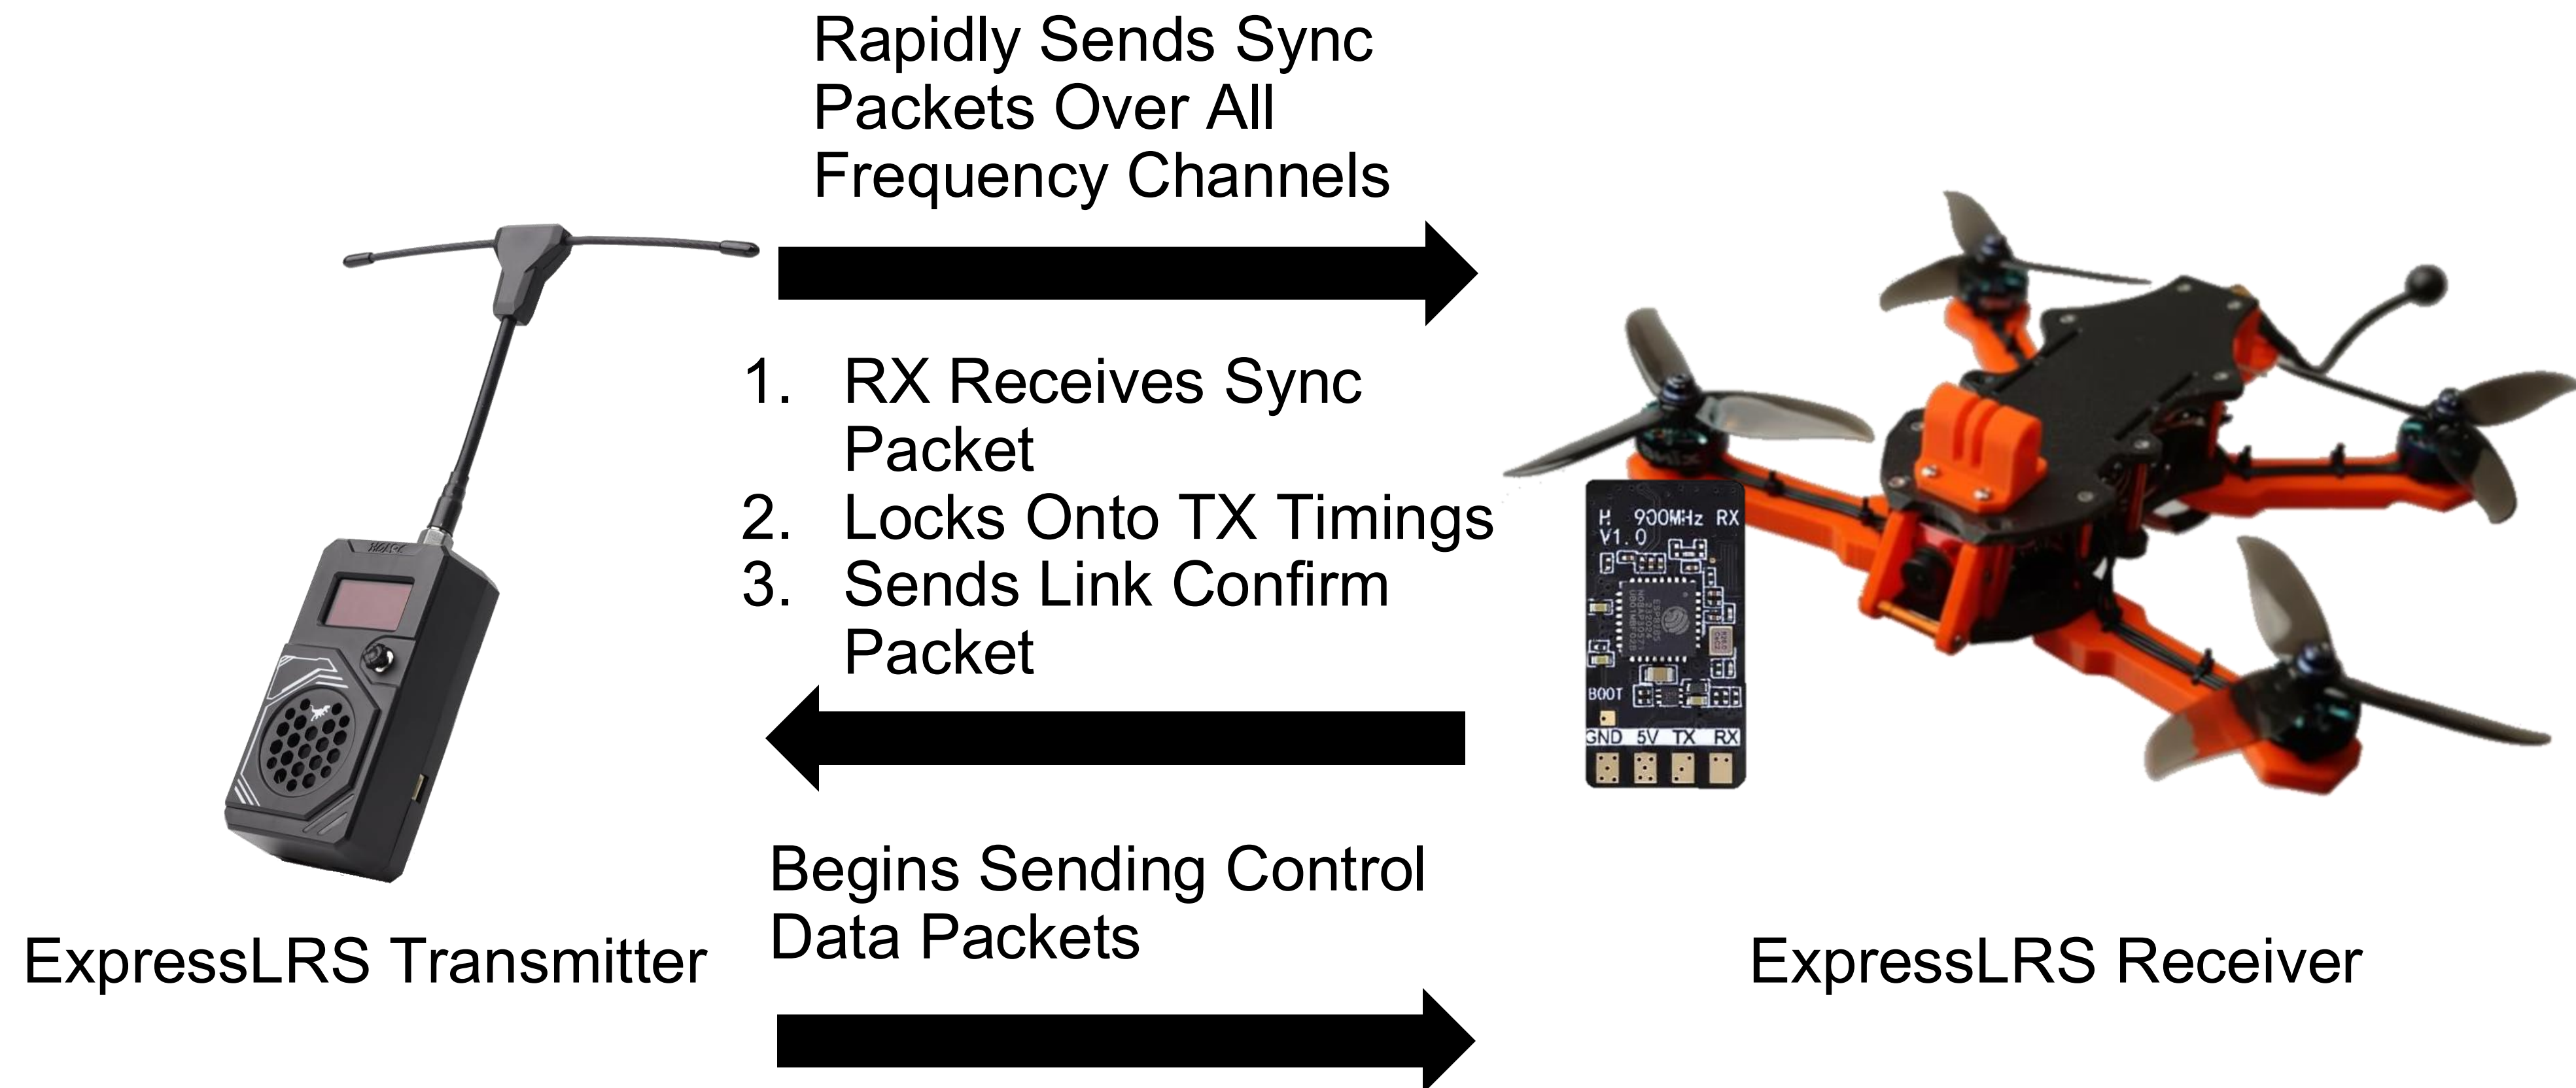 Rapidly Sends Sync
Packets Over All
Frequency Channels
1. RX Receives Sync
Packet
2. Locks Onto TX Timings
3. Sends Link Confirm
Packet
H 900MHz RX
V1.0
BOOT
GND 5V TX RX
Begins Sending Control
Data Packets
ExpressLRS Transmitter
ExpressLRS Receiver